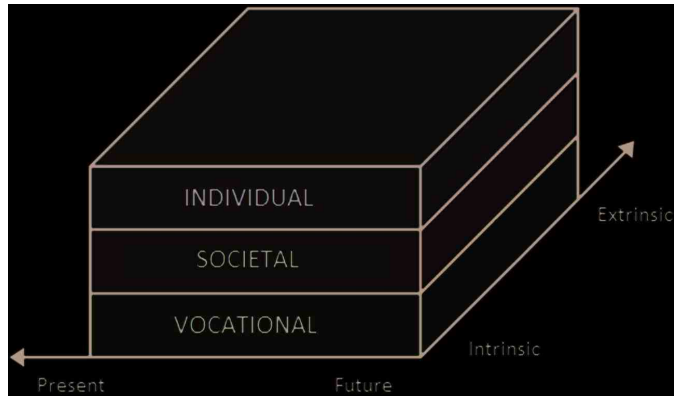 INDIVIDUAL
SOCIETAL
Extrinsic
VOCATIONAL
Intrinsic
Present
Future